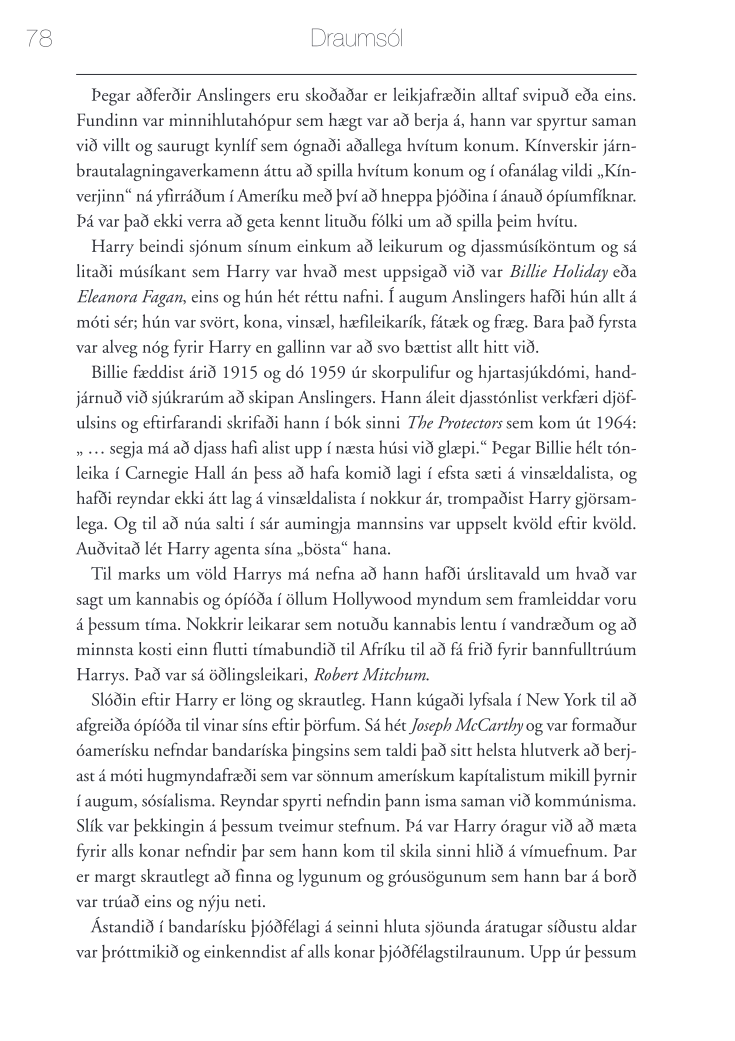 78
Draumsól
Þegar aðferðir Anslingers eru skoðaðar er leikjafræðin alltaf svipuð eða eins.
Fundinn var minnihlutahópur sem hægt var að berja á, hann var spyrtur saman
við villt og saurugt kynlíf sem ógnaði aðallega hvítum konum. Kínverskir járn-
brautalagningaverkamenn áttu að spilla hvítum konum og í ofanálag vildi „Kín-
verjinn“ ná yfirráðum í Ameríku með því að hneppa þjóðina í ánauð ópíumfíknar.
Þá var það ekki verra að geta kennt lituðu fólki um að spilla þeim hvítu.
Harry beindi sjónum sínum einkum að leikurum og djassmúsíköntum og sá
litaði músíkant sem Harry var hvað mest uppsigað við var Billie Holiday eða
Eleanora Fagan, eins og hún hét réttu nafni. Í augum Anslingers hafði hún allt á
móti sér; hún var svört, kona, vinsæl, hæfileikarík, fátæk og fræg. Bara það fyrsta
var alveg nóg fyrir Harry en gallinn var að svo bættist allt hitt við.
Billie fæddist árið 1915 og dó 1959 úr skorpulifur og hjartasjúkdómi, hand-
járnuð við sjúkrarúm að skipan Anslingers. Hann áleit djasstónlist verkfæri djöf-
ulsins og eftirfarandi skrifaði hann í bók sinni The Protectors sem kom út 1964:
„ … segja má að djass hafi alist upp í næsta húsi við glæpi.“ Þegar Billie hélt tón-
leika í Carnegie Hall án þess að hafa komið lagi í efsta sæti á vinsældalista, og
hafði reyndar ekki átt lag á vinsældalista í nokkur ár, trompaðist Harry gjörsam-
lega. Og til að núa salti í sár aumingja mannsins var uppselt kvöld eftir kvöld.
Auðvitað lét Harry agenta sína „bösta“ hana.
Til marks um völd Harrys má nefna að hann hafði úrslitavald um hvað var
sagt um kannabis og ópíóða í öllum Hollywood myndum sem framleiddar voru
á þessum tíma. Nokkrir leikarar sem notuðu kannabis lentu í vandræðum og að
minnsta kosti einn flutti tímabundið til Afríku til að fá frið fyrir bannfulltrúum
Harrys. Það var sá öðlingsleikari, Robert Mitchum.
Slóðin eftir Harry er löng og skrautleg. Hann kúgaði lyfsala í New York til að
afgreiða ópíóða til vinar síns eftir þörfum. Sá hét Joseph McCarthy og var formaður
óamerísku nefndar bandaríska þingsins sem taldi það sitt helsta hlutverk að berj-
ast á móti hugmyndafræði sem var sönnum amerískum kapítalistum mikill þyrnir
í augum, sósíalisma. Reyndar spyrti nefndin þann isma saman við kommúnisma.
Slík var þekkingin á þessum tveimur stefnum. Þá var Harry óragur við að mæta
fyrir alls konar nefndir þar sem hann kom til skila sinni hlið á vímuefnum. Þar
er margt skrautlegt að finna og lygunum og gróusögunum sem hann bar á borð
var trúað eins og nýju neti.
Ástandið í bandarísku þjóðfélagi á seinni hluta sjöunda áratugar síðustu aldar
var þróttmikið og einkenndist af alls konar þjóðfélagstilraunum. Upp úr þessum